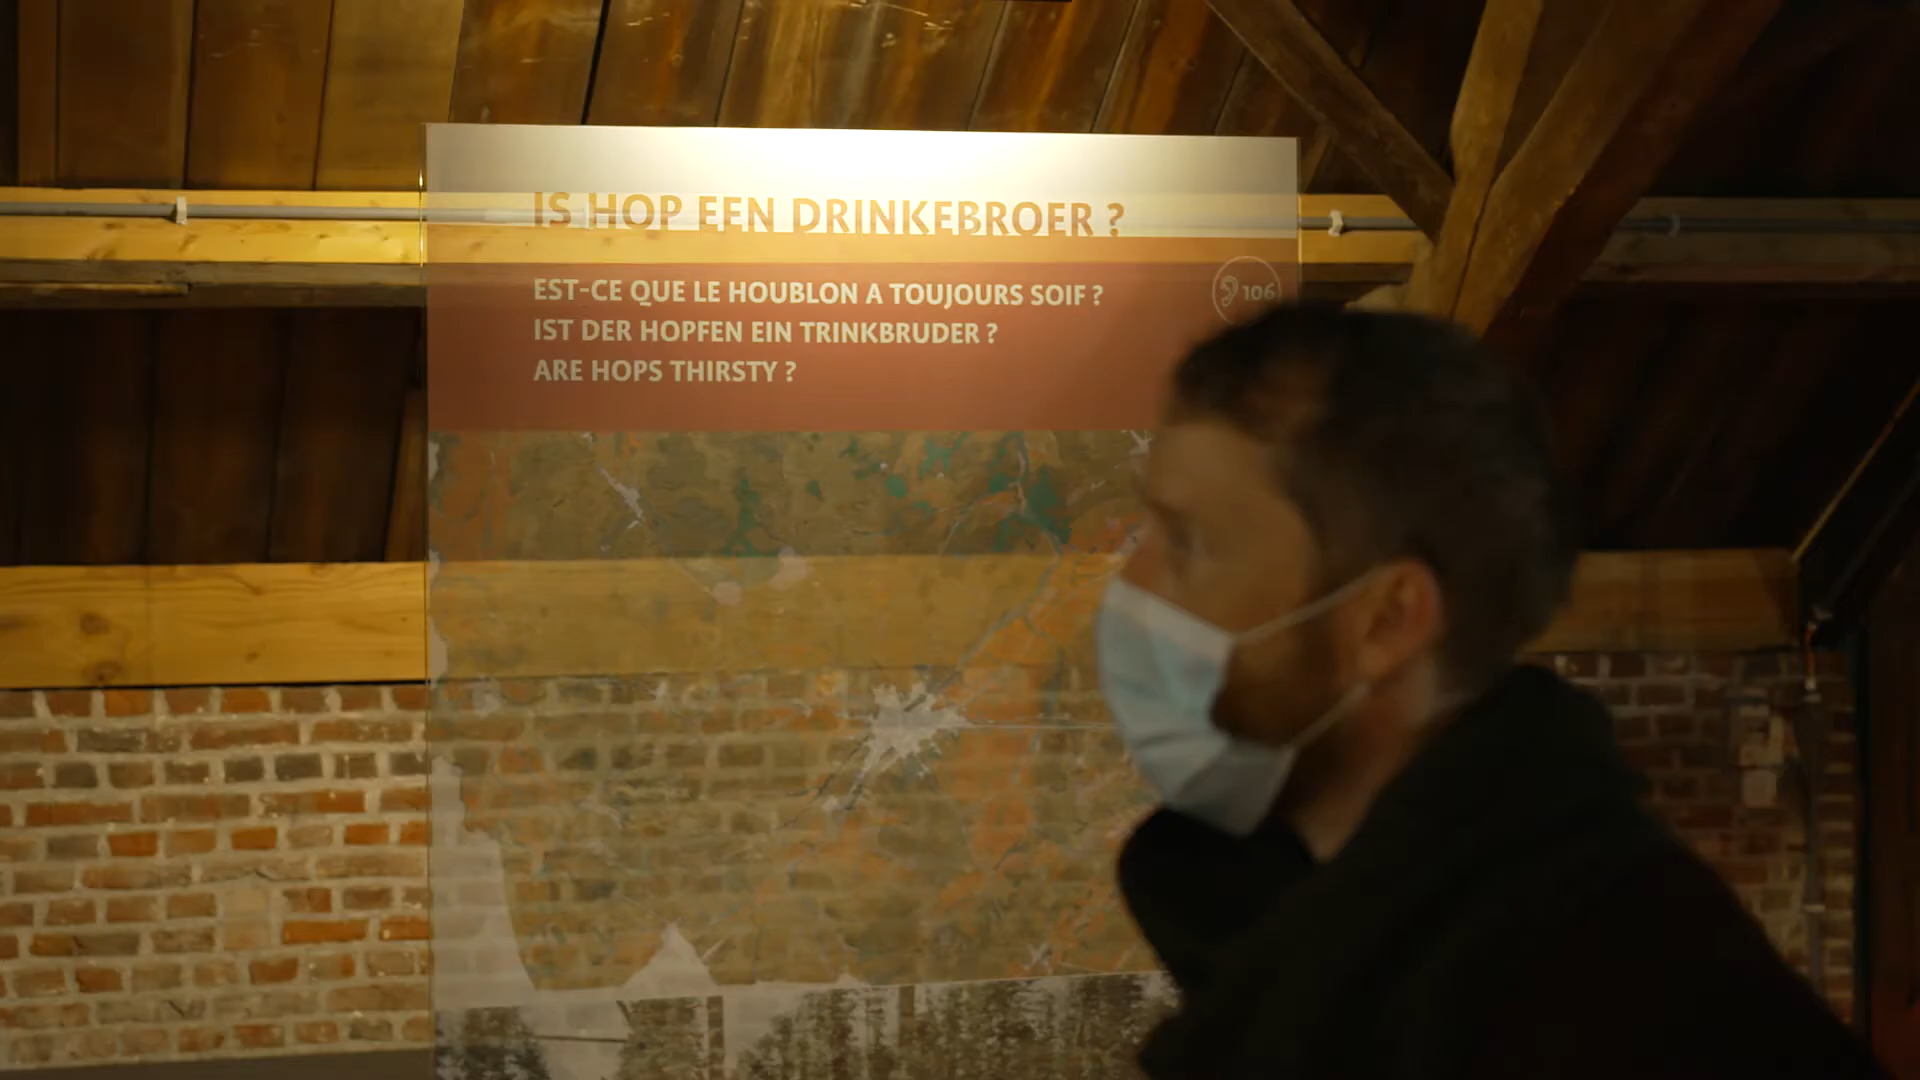 IS HOP EEN DRINKEBROER ?
EST-CE QUE LE HOUBLON A TOUJOURS SOIF ?
IST DER HOPFEN EIN TRINKBRUDER ?
ARE HOPS THIRSTY ?
106